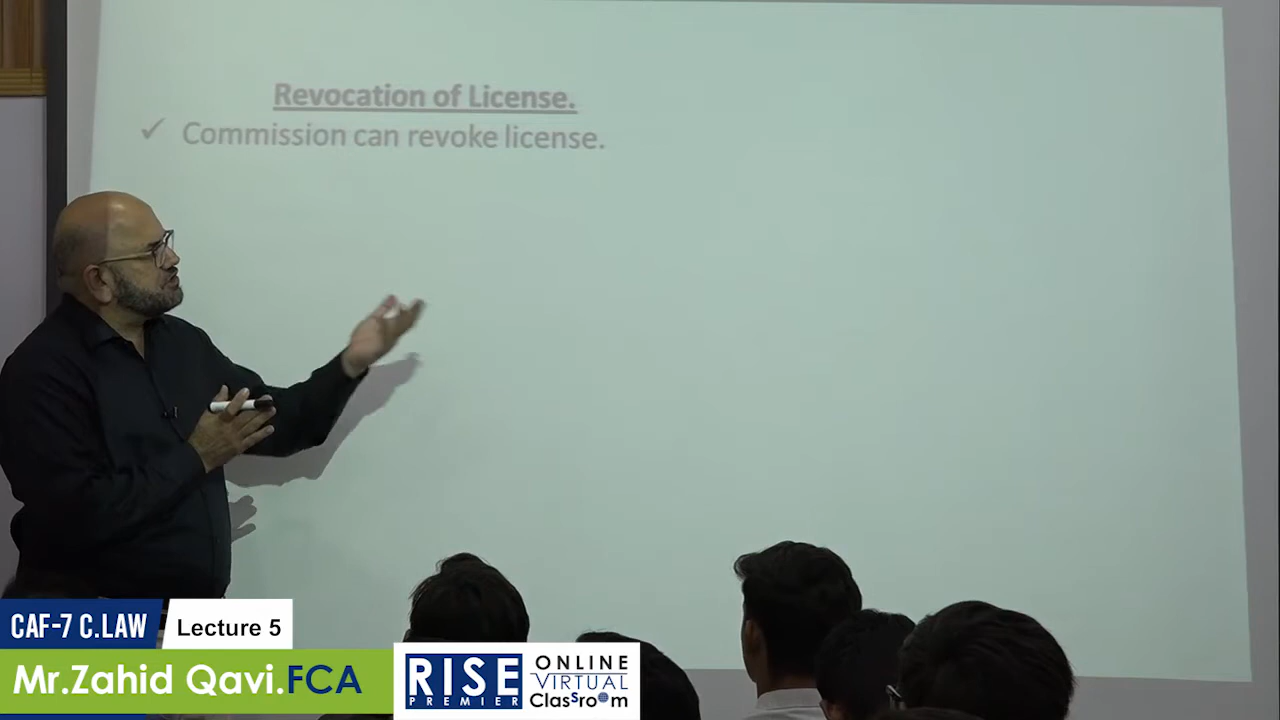 Revocation of License.
✓ Commission can revoke license.
CAF-7 C.LAW
Lecture 5
Mr.Zahid Qavi.FCA
RISE
PREMIER
ONLINE
VIRTUAL
Classroom